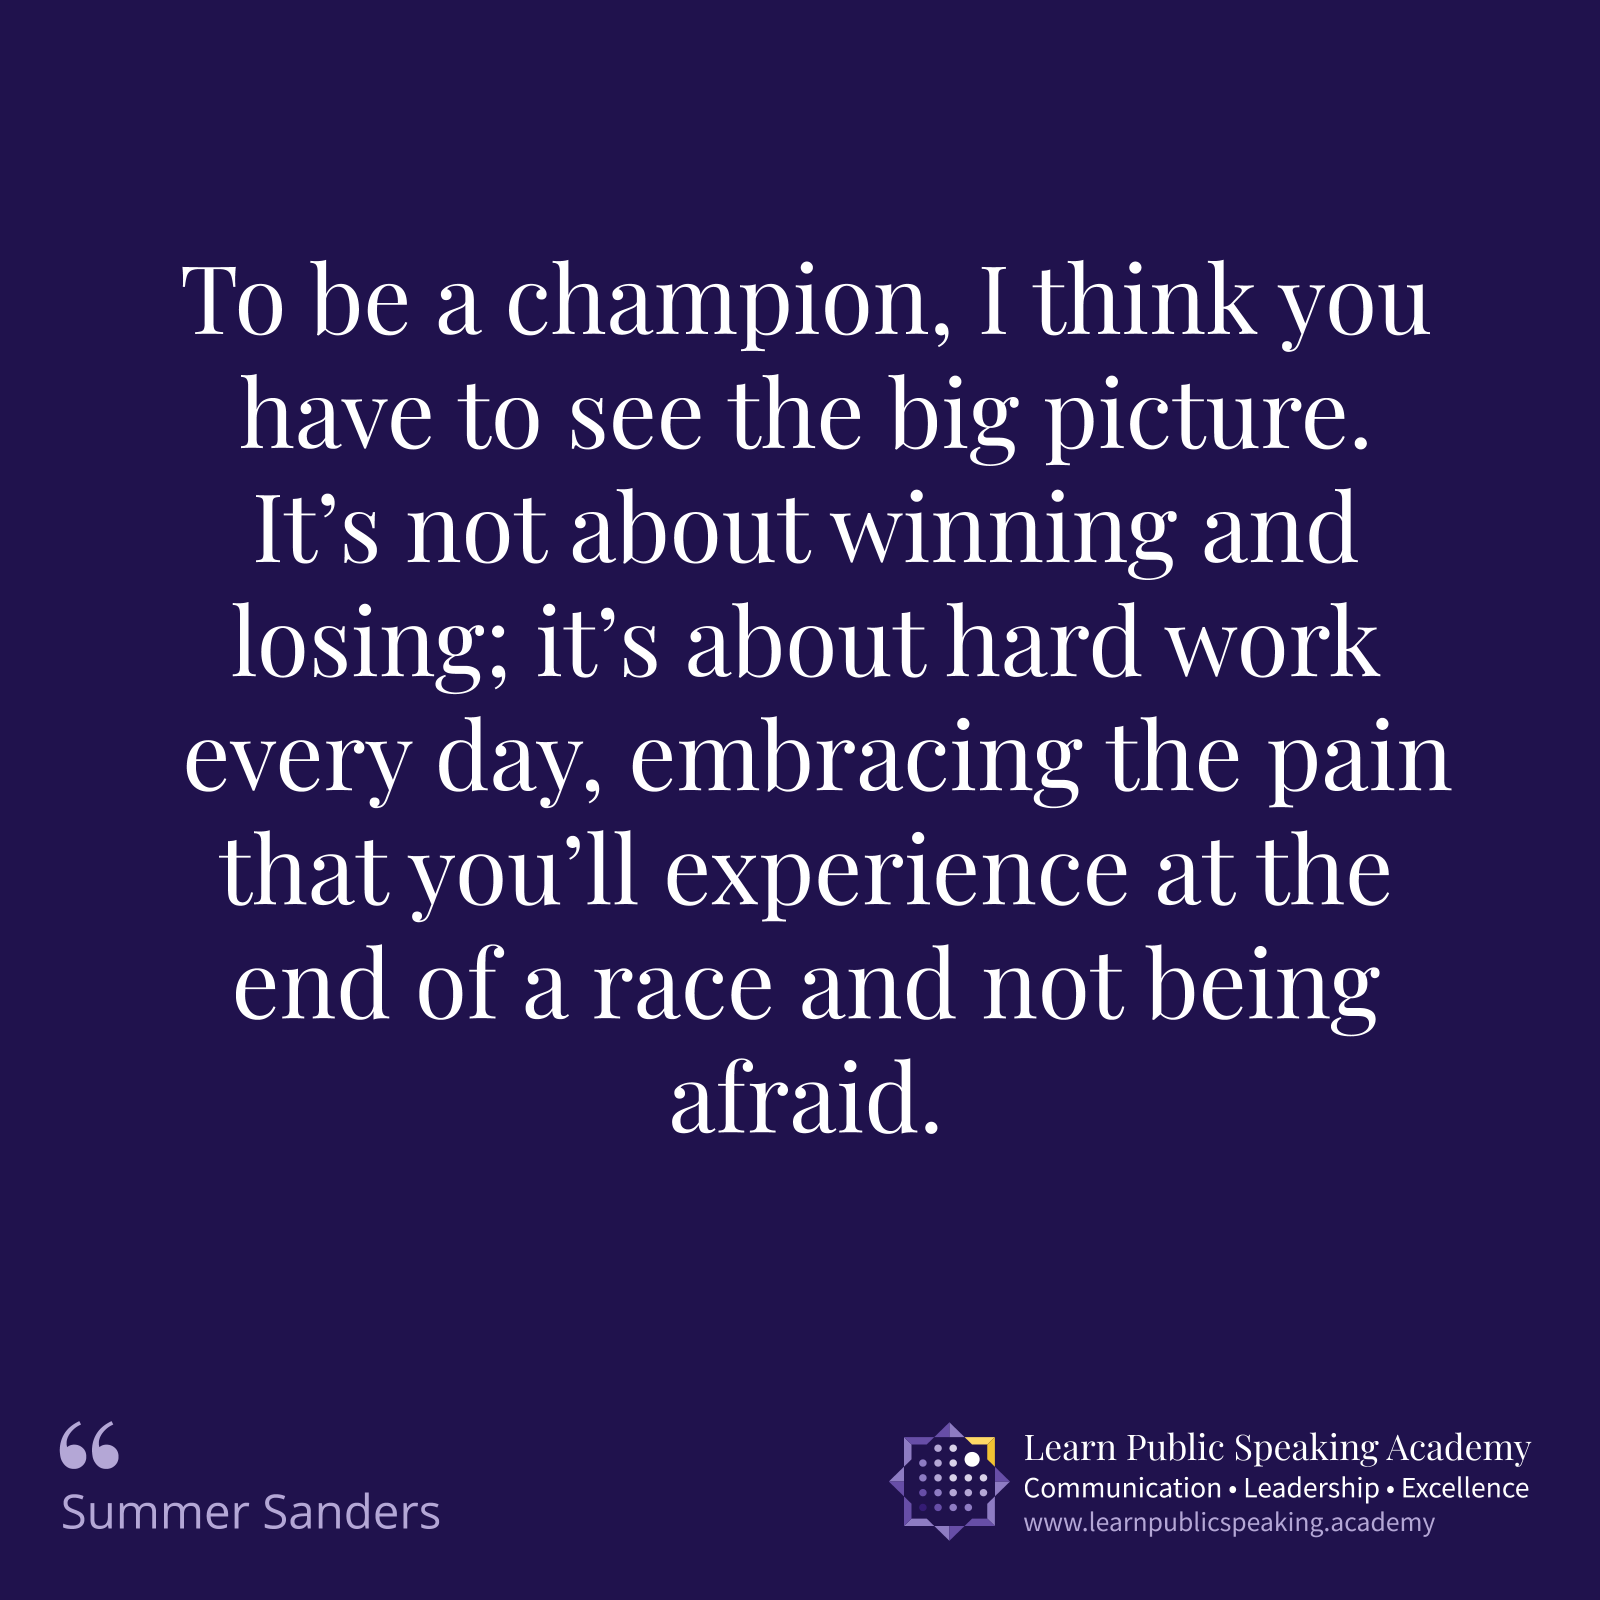 To be a champion, I think you
have to see the big picture.
It’s not about winning and
losing; it’s about hard work
every day, embracing the pain
that you’ll experience at the
end of a race and not being
afraid.
“
Summer Sanders
Learn Public Speaking Academy
Communication • Leadership • Excellence
www.learnpublicspeaking.academy